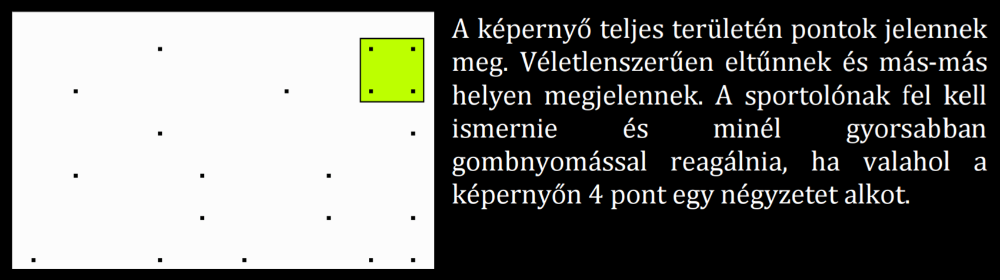 A képernyő teljes területén pontok jelennek
meg. Véletlenszerűen eltűnnek és más-más
helyen megjelennek. A sportolónak fel kell
ismernie és minél gyorsabban
gombnyomással reagálnia, ha valahol a
képernyőn 4 pont egy négyzetet alkot.